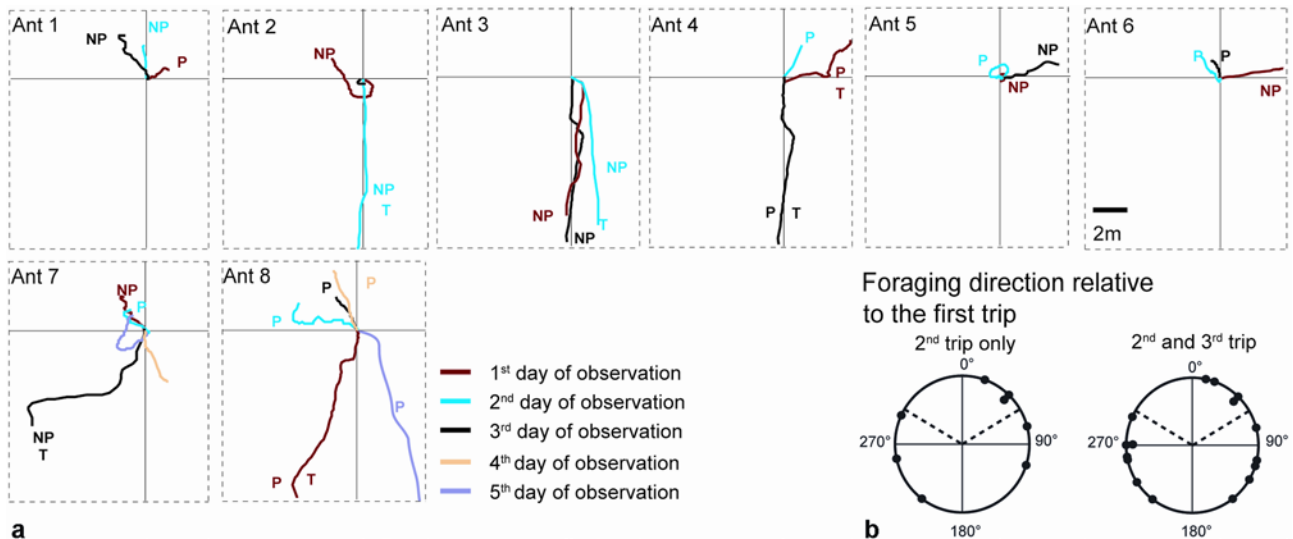 Ant 1
NP
NP
P
Ant 2
NP
NP
T
Ant 3
NP
NP
T
NP
Ant 4
P
P
T
P T
Ant 5
P
NP
NP
Ant 6
P
P
NP
2m
Ant 7
NP
P
NP
T
Ant 8
P
P
P
P T
P
1st day of observation
2nd day of observation
3rd day of observation
4th day of observation
5th day of observation
a
Foraging direction relative
to the first trip
2nd trip only
0°
270°
90°
180°
2nd and 3rd trip
0°
270°
90°
180°
b